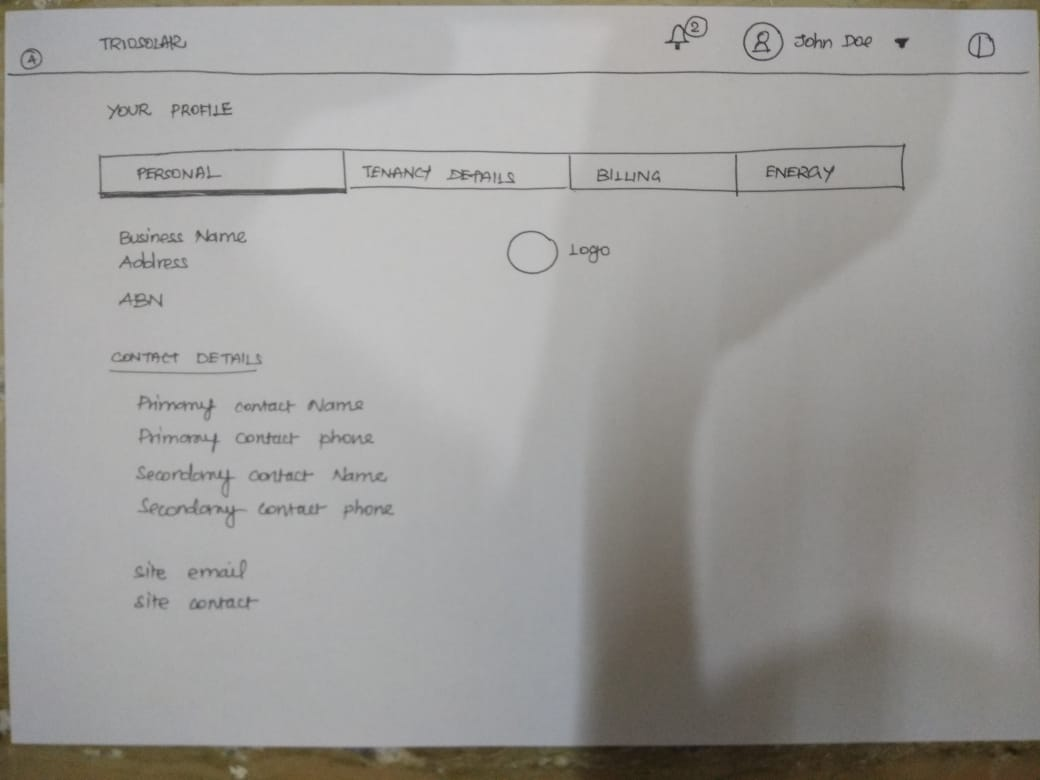 A
TRIOSOLAR
2
John Doe
1
YOUR PROFILE
PERSONAL
TENANCY DETAILS
BILLING
ENERGY
Business Name
Logo
Address
ABN
CONTACT DETAILS
Primary contact Name
Primary contact phone
Secondary contact Name
Secondary contact phone
Site email
Site contact